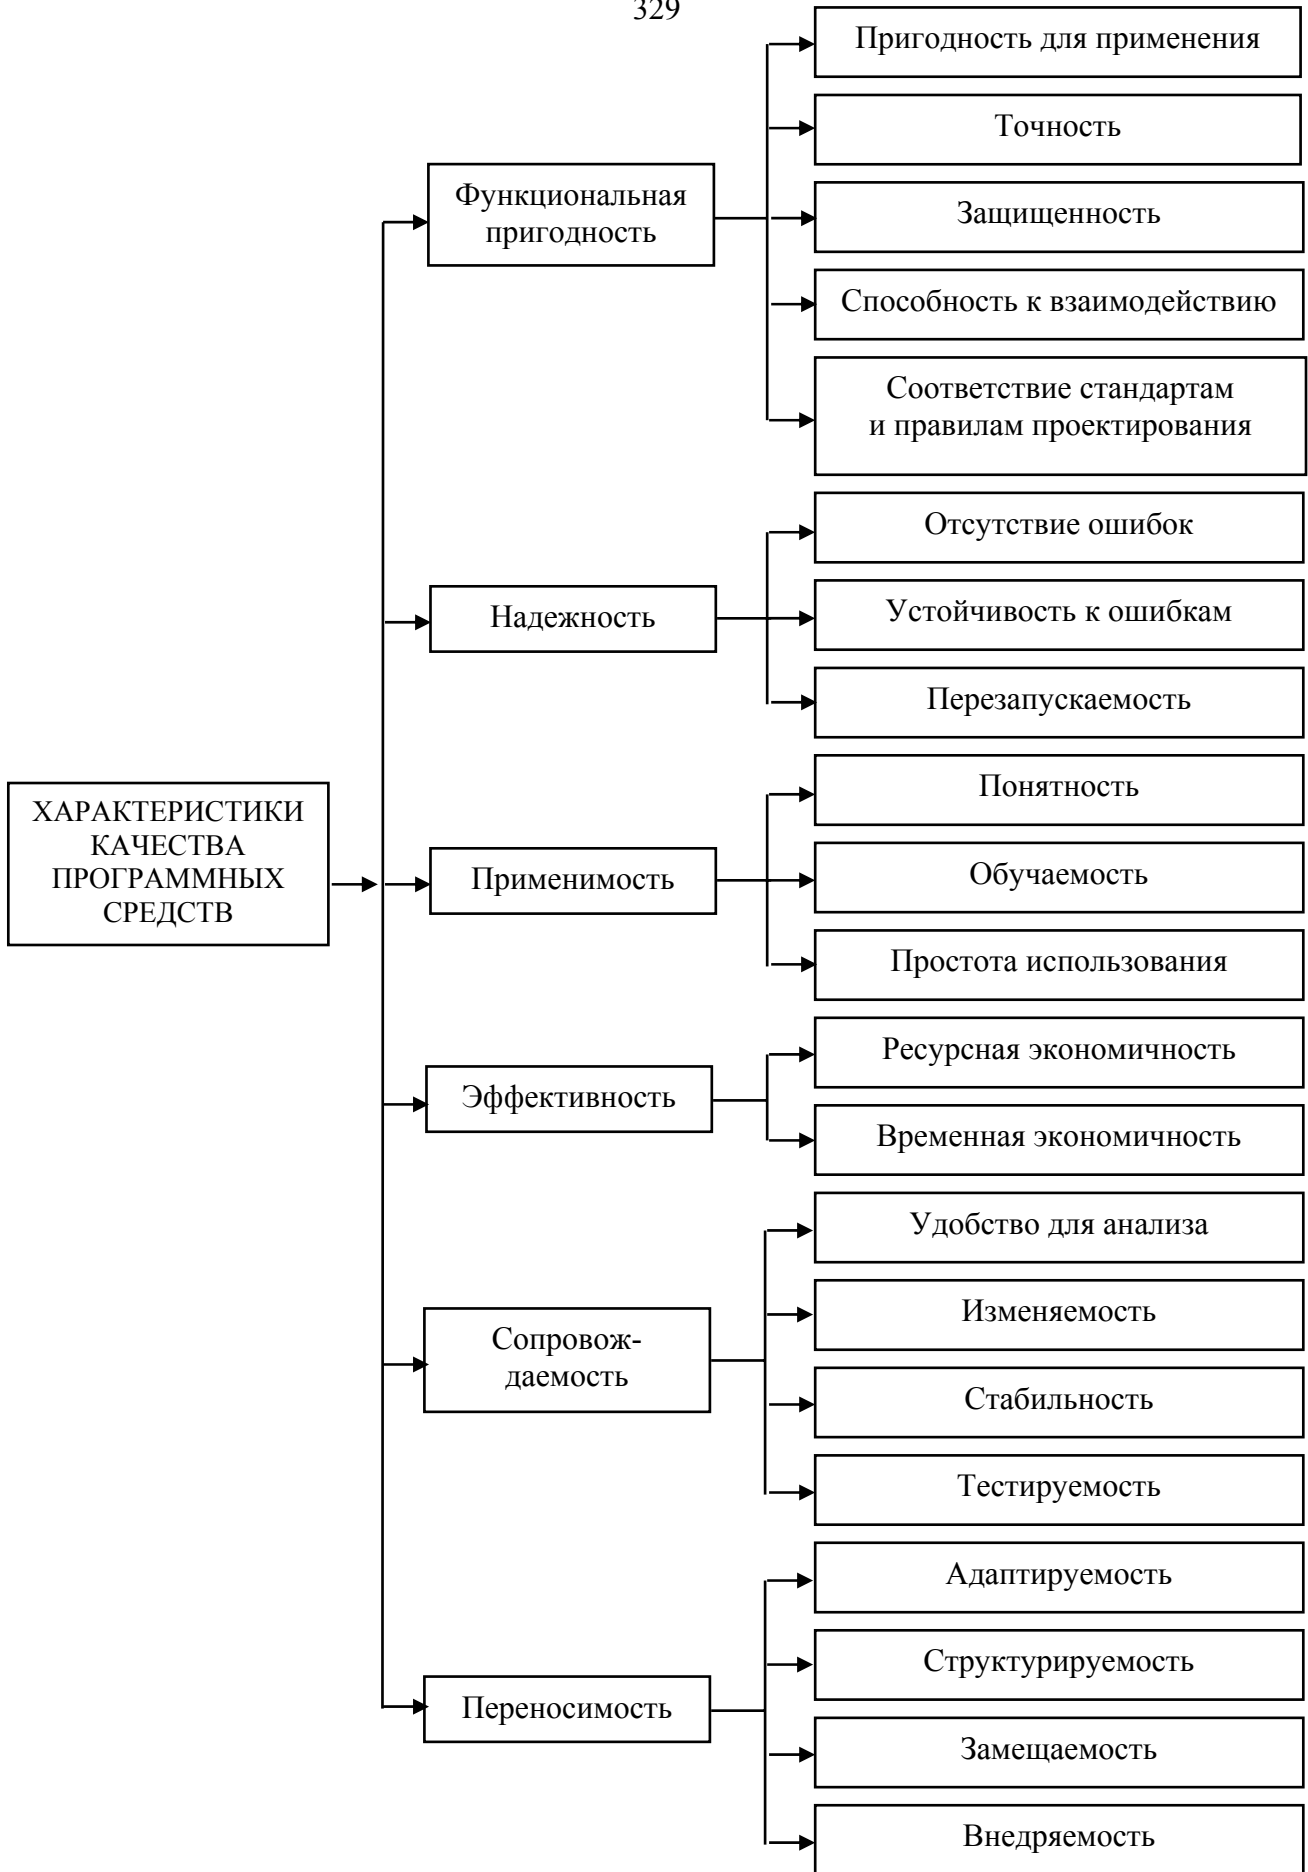 329
Пригодность для применения
Точность
Функциональная
пригодность
Защищенность
Способность к взаимодействию
Соответствие стандартам
и правилам проектирования
Отсутствие ошибок
Надежность
Устойчивость к ошибкам
Перезапускаемость
ХАРАКТЕРИСТИКИ
КАЧЕСТВА
ПРОГРАММНЫХ
СРЕДСТВ
Понятность
Применимость
Обучаемость
Простота использования
Эффективность
Ресурсная экономичность
Временная экономичность
Удобство для анализа
Сопровож-
даемость
Изменяемость
Стабильность
Тестируемость
Адаптируемость
Структурируемость
Переносимость
Замещаемость
Внедряемость